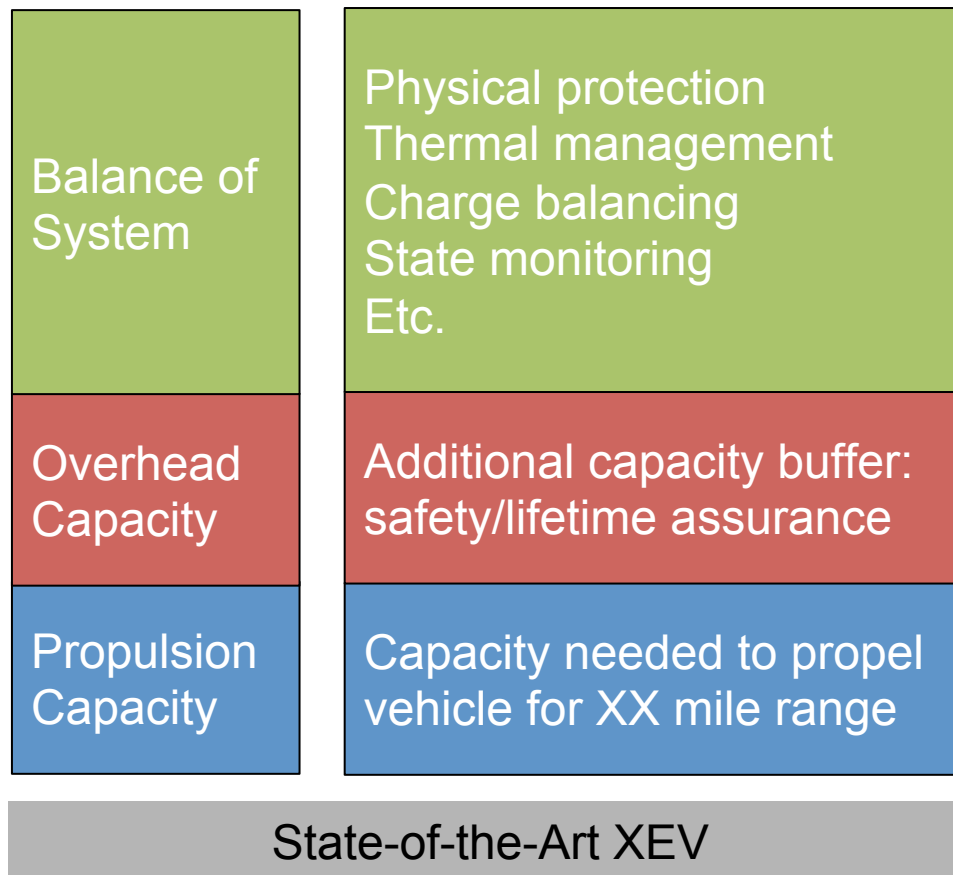 Balance of
System
Physical protection
Thermal management
Charge balancing
State monitoring
Etc.
Overhead
Capacity
Additional capacity buffer:
safety/lifetime assurance
Propulsion
Capacity
Capacity needed to propel
vehicle for XX mile range
State-of-the-Art XEV